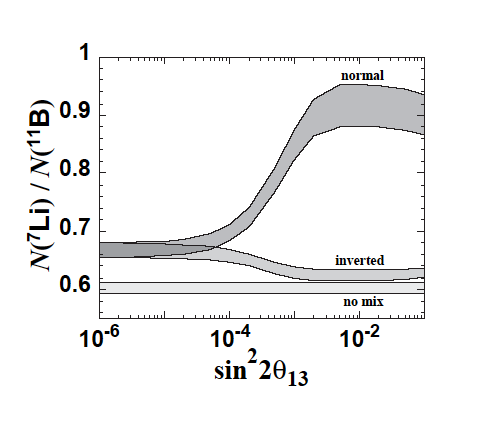 1
normal
0.9
0.8
0.7
inverted
0.6
no mix
N(⁷Li) / N(¹¹B)
10⁻⁶ 10⁻⁴ 10⁻²
sin²2θ₁₃